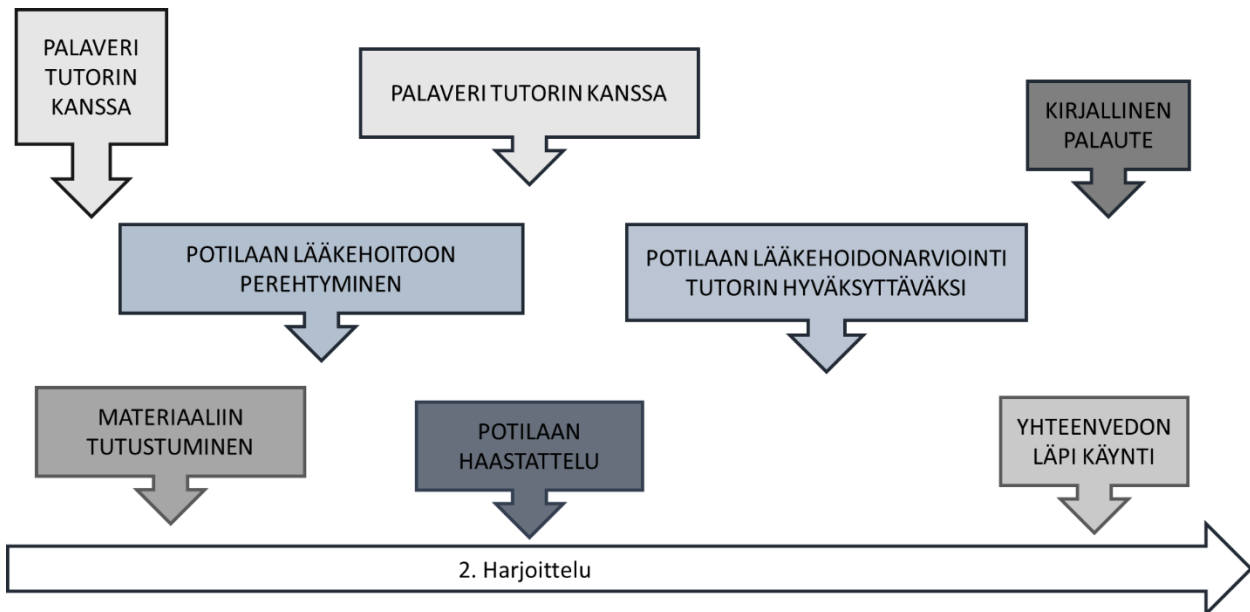 PALAVERI
TUTORIN
KANSSA
PALAVERI TUTORIN KANSSA
KIRJALLINEN
PALAUTE
POTILAAN LÄÄKEHOITOON
PEREHTYMINEN
POTILAAN LÄÄKEHOIDONARVIOINTI
TUTORIN HYVÄKSYTTÄVÄKSI
MATERIAALIIN
TUTUSTUMINEN
POTILAAN
HAASTATTELU
YHTEENVEDON
LÄPI KÄYNTI
2. Harjoittelu